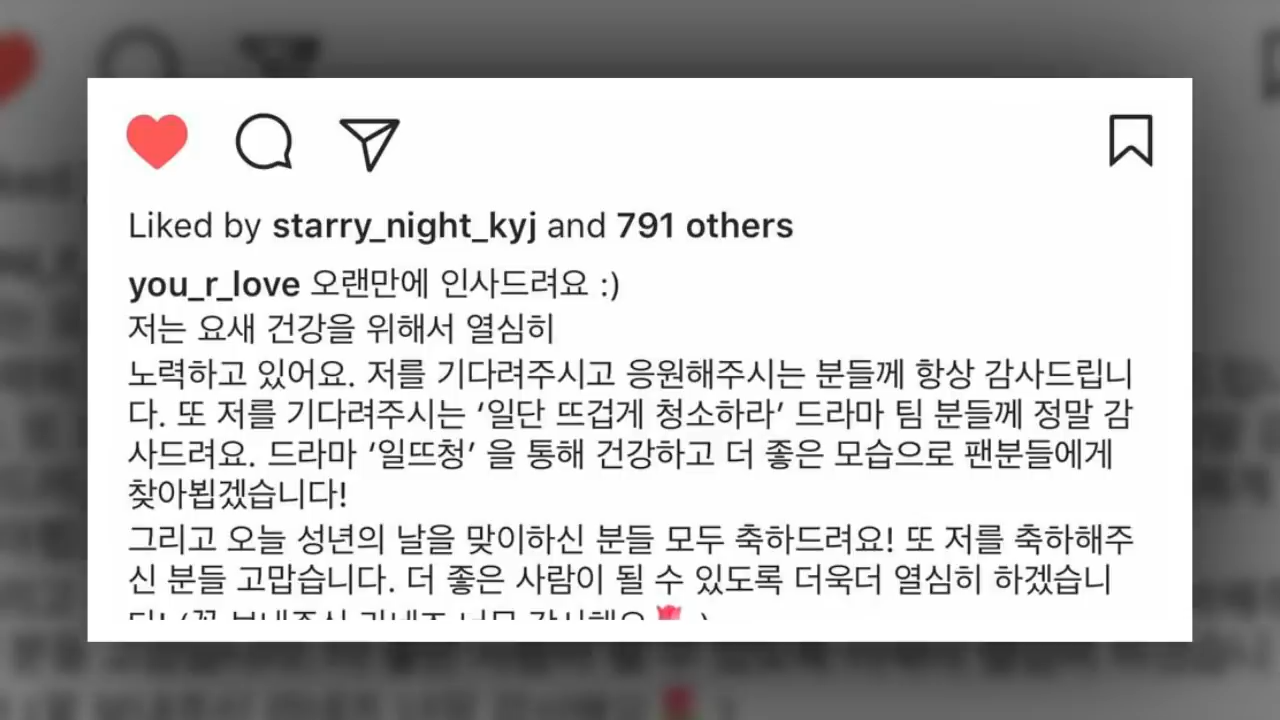 Liked by starry_night_kyj and 791 others
you_r_love 오랜만에 인사드려요 :)
저는 요새 건강을 위해서 열심히
노력하고 있어요. 저를 기다려주시고 응원해주시는 분들께 항상 감사드립니
다. 또 저를 기다려주시는 ‘일단 뜨겁게 청소하라’ 드라마 팀 분들께 정말 감
사드려요. 드라마 ‘일뜨청’ 을 통해 건강하고 더 좋은 모습으로 팬분들에게
찾아뵙겠습니다!
그리고 오늘 성년의 날을 맞이하신 분들 모두 축하드려요! 또 저를 축하해주
신 분들 고맙습니다. 더 좋은 사람이 될 수 있도록 더욱더 열심히 하겠습니